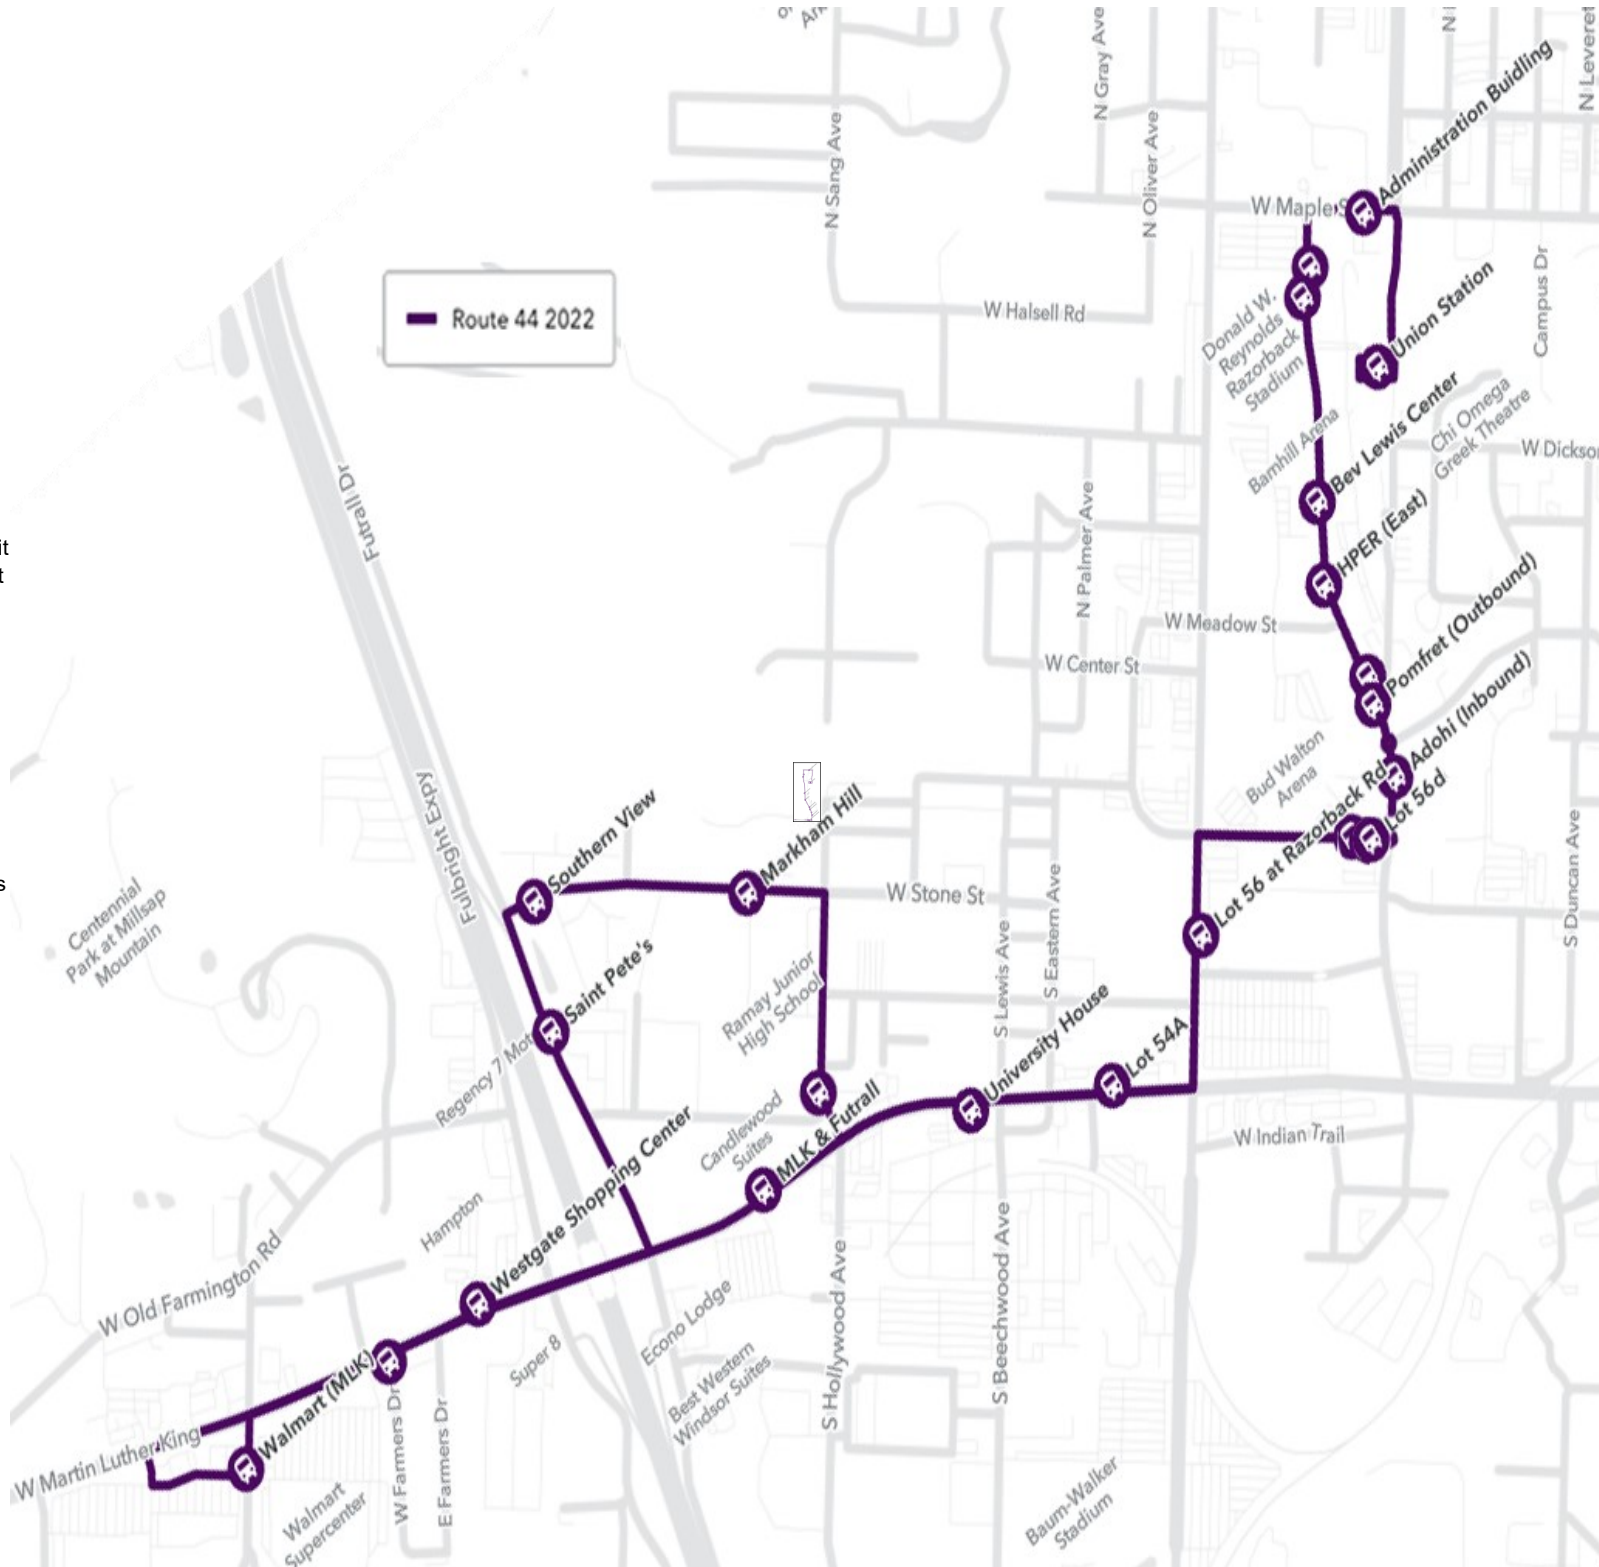 N Gray Ave
N Leveret
N Sang Ave
N Oliver Ave
Administration Buidling
W Maple S
W Halsell Rd
Route 44 2022
Campus Dr
Union Station
Donald W.
Reynolds
Razorback
Stadium
Futrall Dr
Barnhill Arena
Bev Lewis Center
Chi Omega
Greek Theatre
W Dickso
HPER (East)
it
t
N Palmer Ave
W Meadow St
W Center St
Pomfret (Outbound)
Adohi (Inbound)
Bud Walton
Arena
Lot 56d
Lot 56 at Razorback Rd
Fulbright Expy
Southern View
Markham Hill
W Stone St
s
Centennial
Park at Millsap
Mountain
S Duncan Ave
S Eastern Ave
S Lewis Ave
Saint Pete's
Ramay Junior
High School
Regency 7 Mot
University House
Lot 54A
Candlewood
Suites
MLK & Futrall
W Indian Trail
Westgate Shopping Center
Hampton
W Old Farmington Rd
Econo Lodge
Super 8
Best Western
Windsor Suites
S Hollywood Ave
S Beechwood Ave
Walmart (MLK)
W Martin Luther King
W Farmers Dr
E Farmers Dr
Walmart
Supercenter
Baum-Walker
Stadium